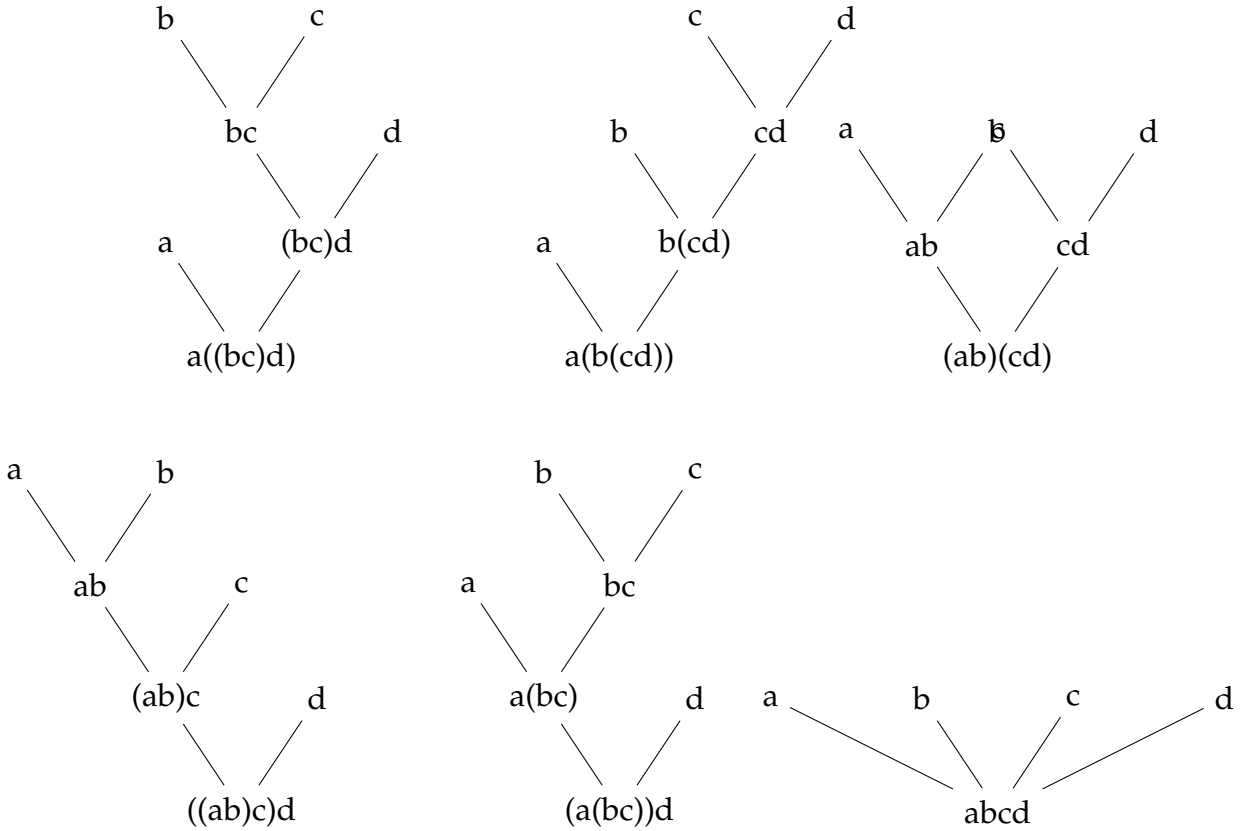 b c c d
bc d b cd a d
a (bc)d a b(cd) ab cd
a((bc)d) a(b(cd)) (ab)(cd)
a b b c
ab c a bc
(ab)c d a(bc) d a b c d
((ab)c)d (a(bc))d abcd